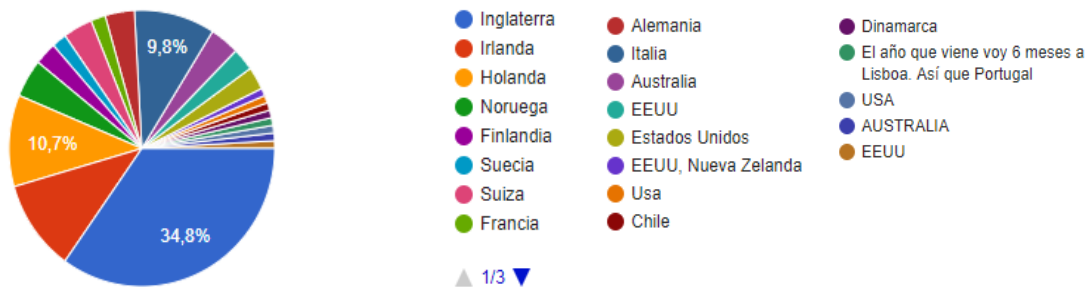 9,8%
10,7%
34,8%
Inglaterra
Irlanda
Holanda
Noruega
Finlandia
Suecia
Suiza
Francia
1/3
Alemania
Italia
Australia
EEUU
Estados Unidos
EEUU, Nueva Zelanda
Usa
Chile
Dinamarca
El año que viene voy 6 meses a
Lisboa. Así que Portugal
USA
AUSTRALIA
EEUU